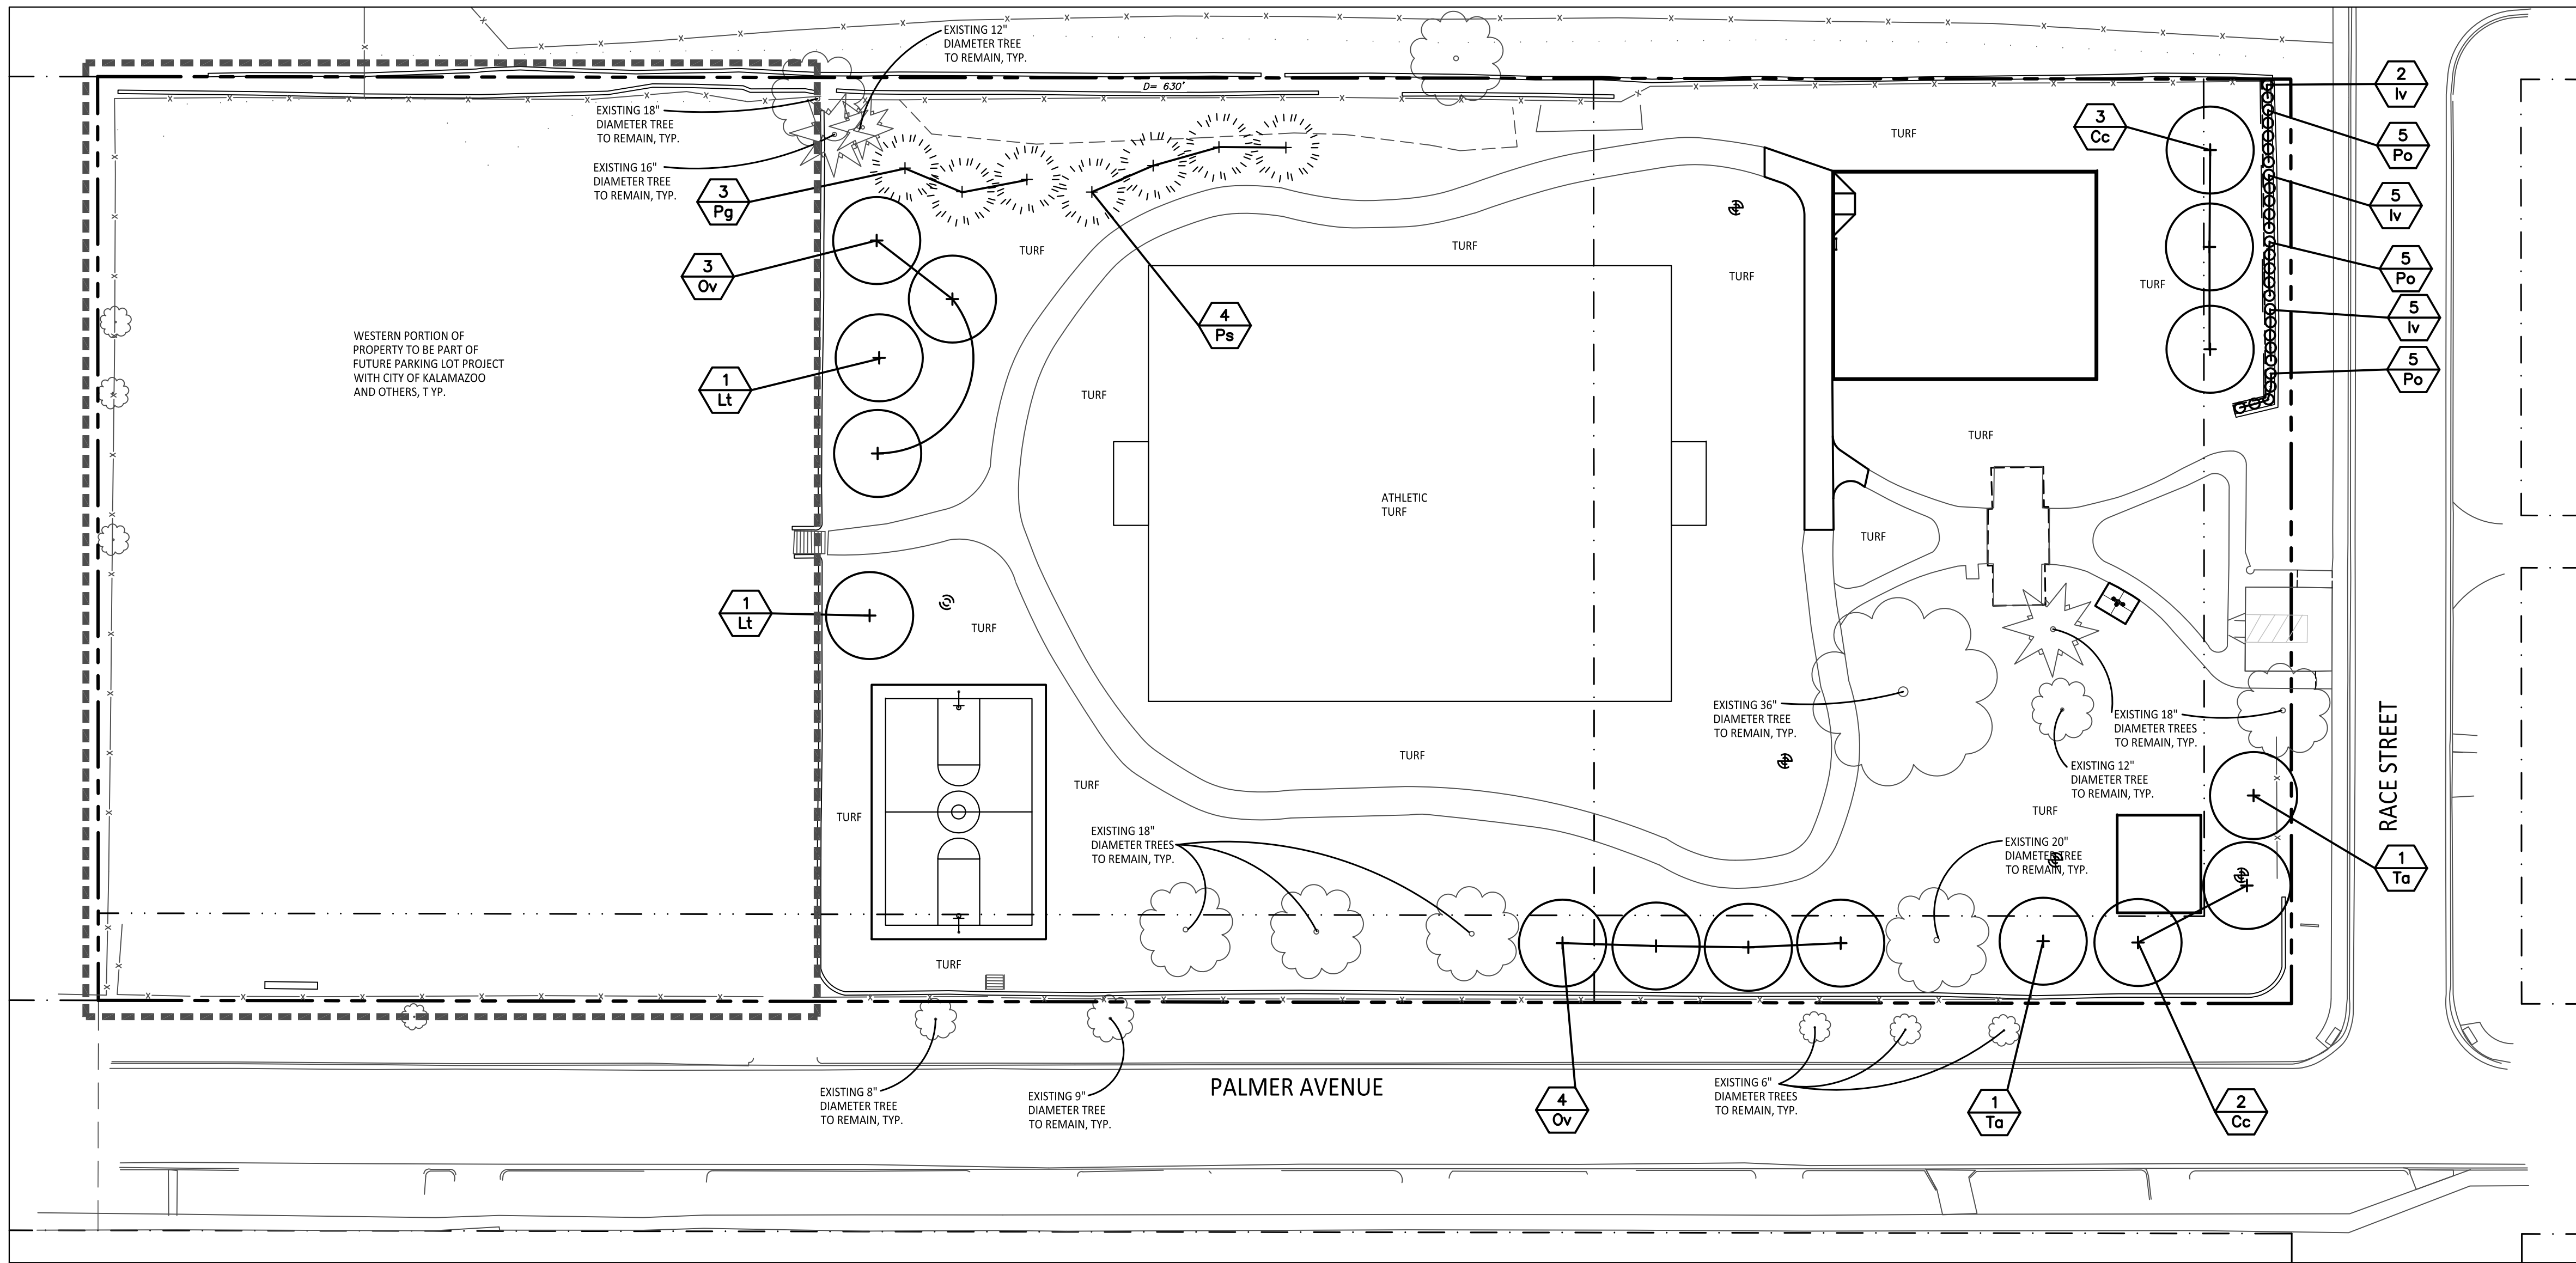 EXISTING 12"
DIAMETER TREE
TO REMAIN, TYP.
D= 630'
EXISTING 18"
DIAMETER TREE
TO REMAIN, TYP.
EXISTING 16"
DIAMETER TREE
TO REMAIN, TYP.
3
Pg
3
Ov
1
Lt
1
Lt
4
Ps
3
Cc
2
Iv
5
Po
5
Iv
5
Po
5
Iv
5
Po
TURF
TURF
TURF
TURF
TURF
TURF
TURF
TURF
WESTERN PORTION OF
PROPERTY TO BE PART OF
FUTURE PARKING LOT PROJECT
WITH CITY OF KALAMAZOO
AND OTHERS, T YP.
ATHLETIC
TURF
TURF
TURF
TURF
TURF
TURF
TURF
EXISTING 36"
DIAMETER TREE
TO REMAIN, TYP.
EXISTING 18"
DIAMETER TREES
TO REMAIN, TYP.
EXISTING 12"
DIAMETER TREE
TO REMAIN, TYP.
TURF
EXISTING 18"
DIAMETER TREES
TO REMAIN, TYP.
EXISTING 20"
DIAMETER TREE
TO REMAIN, TYP.
RACE STREET
1
Ta
EXISTING 8"
DIAMETER TREE
TO REMAIN, TYP.
EXISTING 9"
DIAMETER TREE
TO REMAIN, TYP.
PALMER AVENUE
4
Ov
EXISTING 6"
DIAMETER TREES
TO REMAIN, TYP.
1
Ta
2
Cc